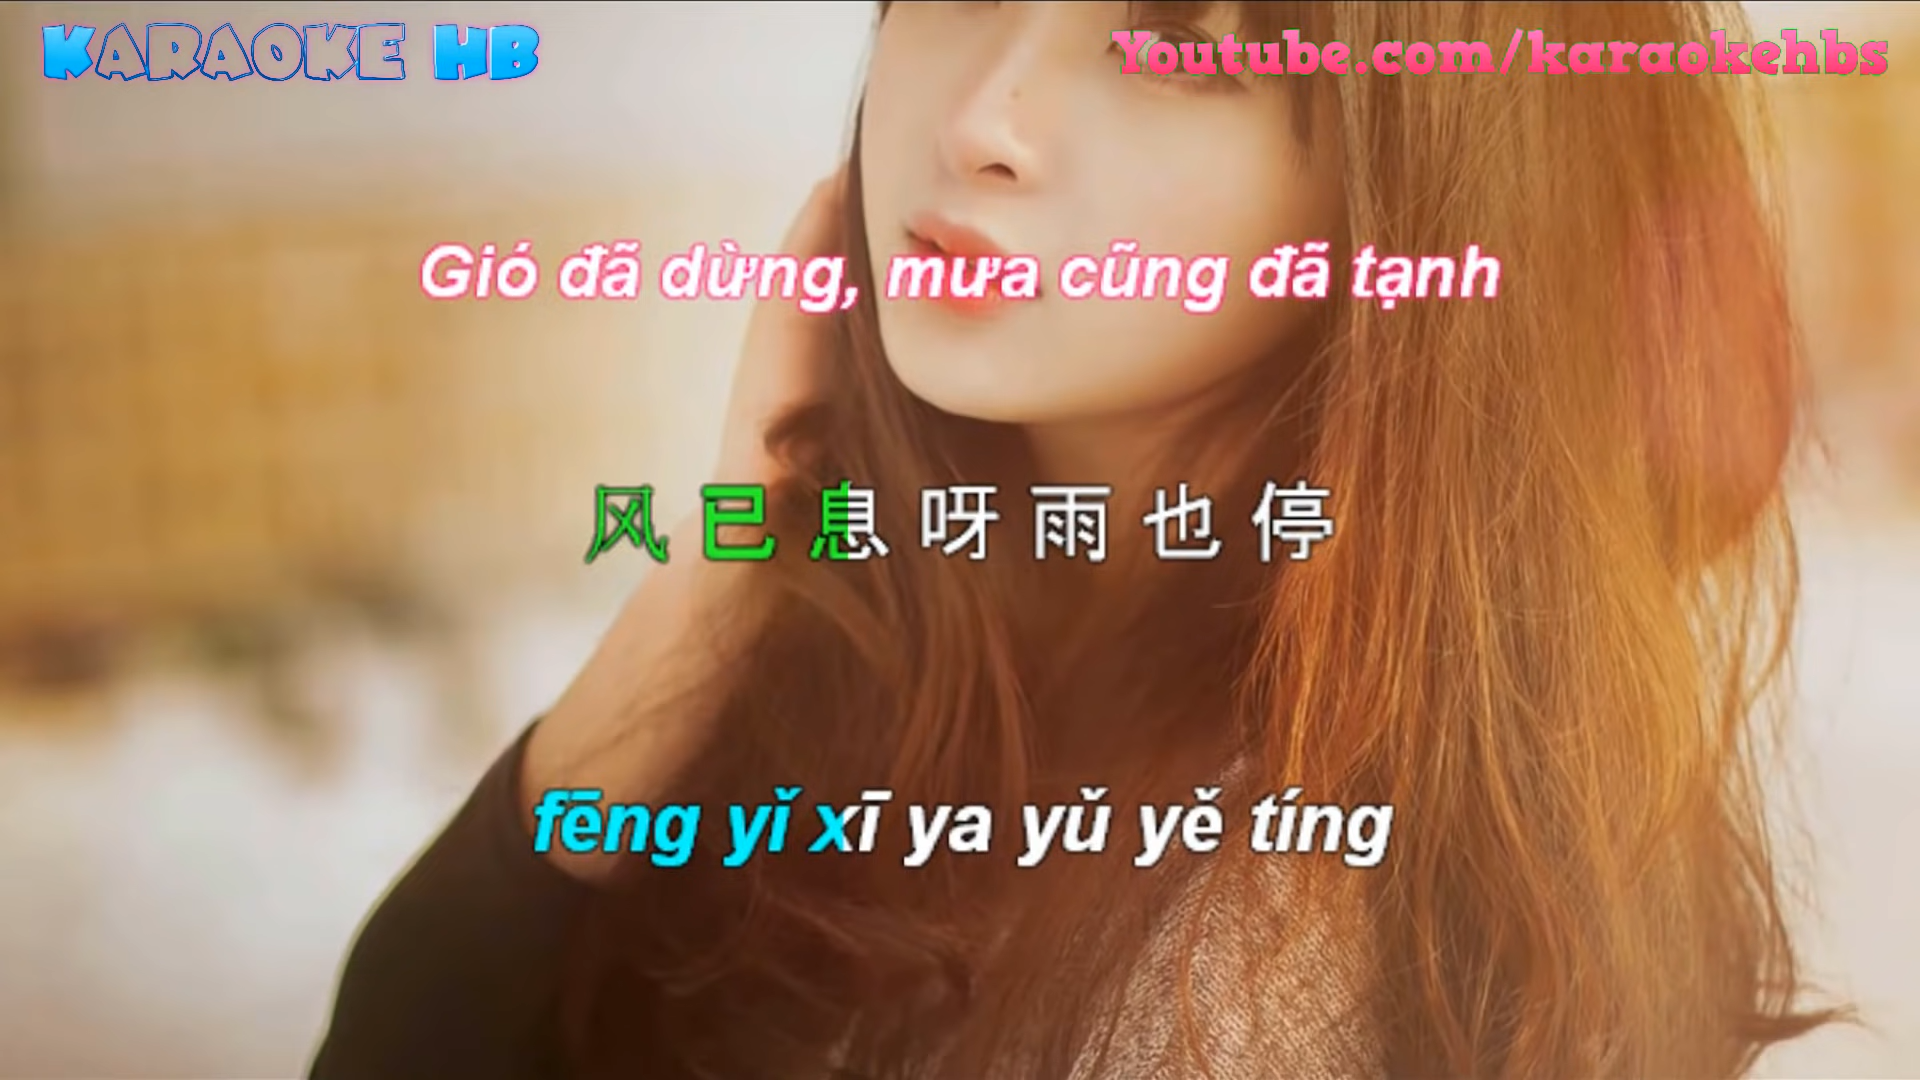 KARAOKE HB
Youtube.com/karaokehbs
Gió đã dừng, mưa cũng đã tạnh
风已息呀雨也停
fēng yǐ xī ya yǔ yě tíng